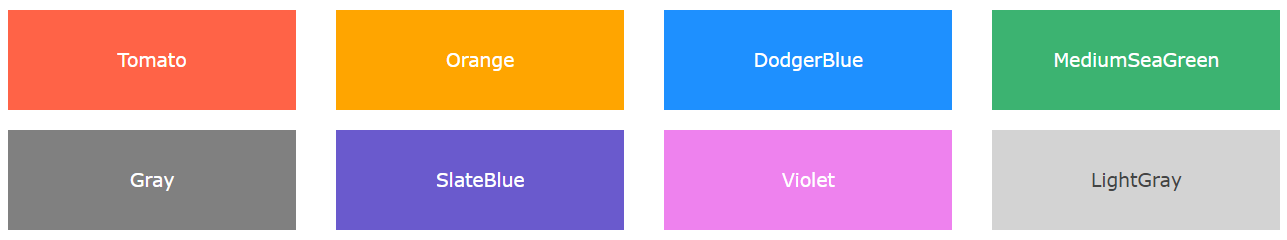 Tomato
Orange
DodgerBlue
MediumSeaGreen
Gray
SlateBlue
Violet
LightGray